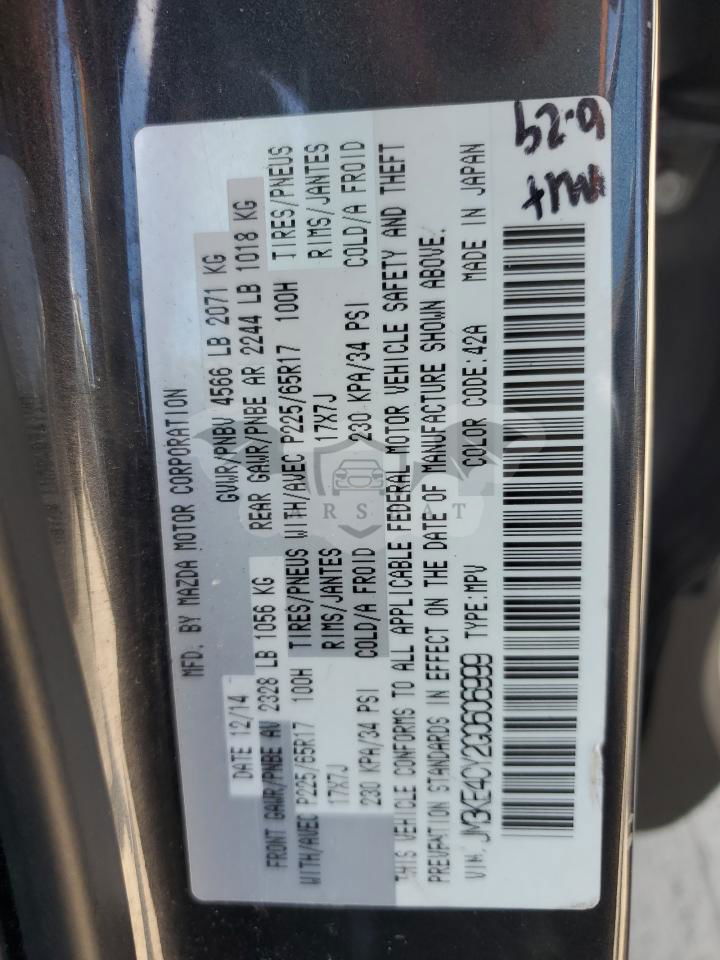 MFD. BY MAZDA MOTOR CORPORATION
DATE 12/14 GVWR/PNBV 4566 LB 2071 KG
FRONT GAWR/PNBE AV 2328 LB 1056 KG REAR GAWR/PNBE AR 2244 LB 1018 KG
WITH/AVEC P225/65R17 100H TIRES/PNEUS WITH/AVEC P225/65R17 100H TIRES/PNEUS
17X7J RIMS/JANTES 17X7J RIMS/JANTES
230 KPA/34 PSI COLD/A FROID 230 KPA/34 PSI COLD/A FROID
THIS VEHICLE CONFORMS TO ALL APPLICABLE FEDERAL MOTOR VEHICLE SAFETY AND THEFT
PREVENTION STANDARDS IN EFFECT ON THE DATE OF MANUFACTURE SHOWN ABOVE.
VIN: JM3KE4CY2G0606999 TYPE:MPV COLOR CODE:42A MADE IN JAPAN
6-29